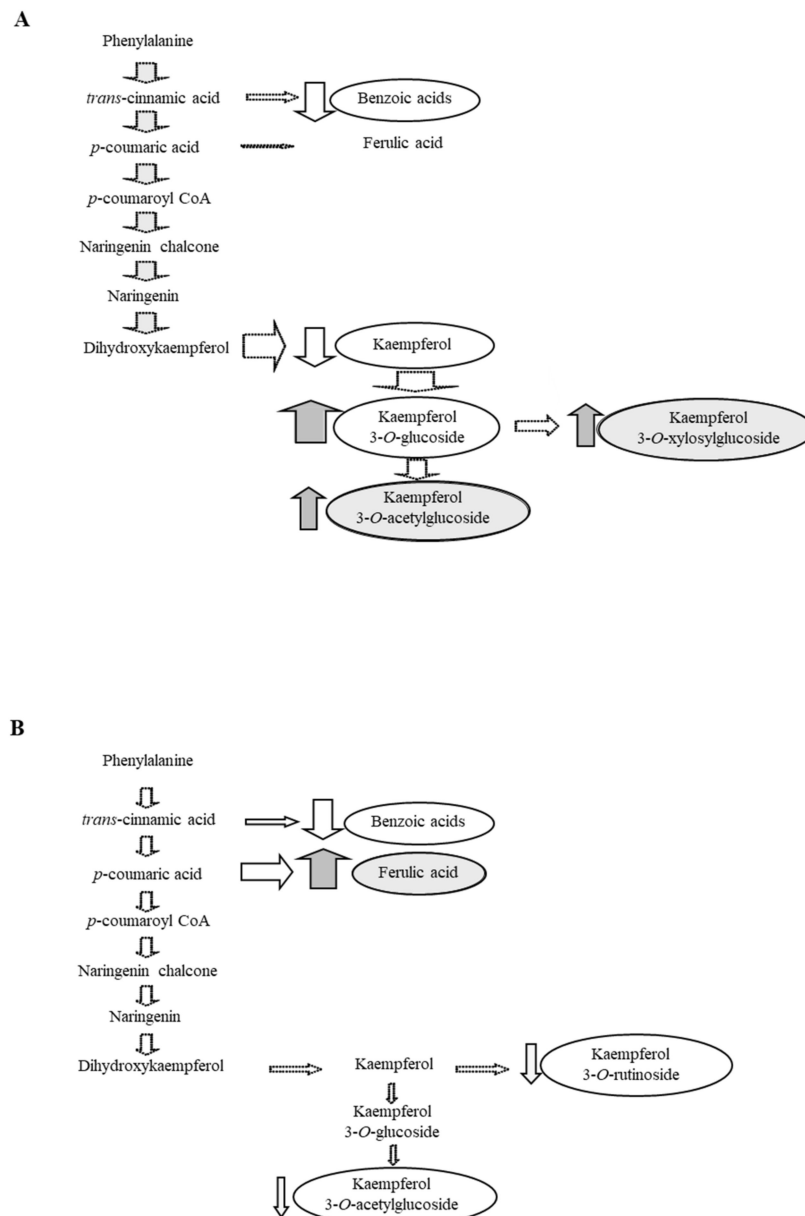 A
Phenylalanine
trans-cinnamic acid
Benzoic acids
p-coumaric acid
Ferulic acid
p-coumaroyl CoA
Naringenin chalcone
Naringenin
Dihydroxykaempferol
Kaempferol
Kaempferol
3-O-glucoside
Kaempferol
3-O-xylosylglucoside
Kaempferol
3-O-acetylglucoside
B
Phenylalanine
trans-cinnamic acid
Benzoic acids
p-coumaric acid
Ferulic acid
p-coumaroyl CoA
Naringenin chalcone
Naringenin
Dihydroxykaempferol
Kaempferol
Kaempferol
3-O-rutinoside
Kaempferol
3-O-glucoside
Kaempferol
3-O-acetylglucoside